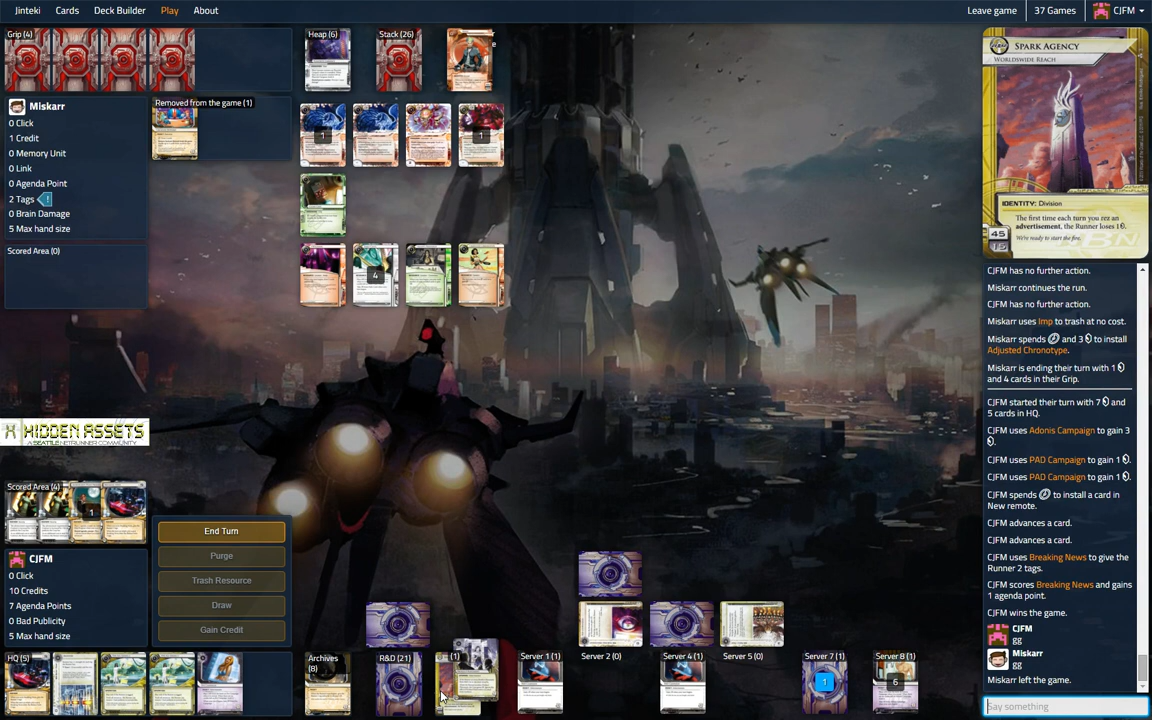 Jinteki Cards Deck Builder Play About Leave game 37 Games CJFM
Grip (4) Heap (6) Stack (26)
Miskarr
0 Click
1 Credit
0 Memory Unit
0 Link
0 Agenda Point
2 Tags !
0 Brain Damage
5 Max hand size
Removed from the game (1)
1
1
4
Scored Area (0)
HIDDEN ASSETS
A SEATTLE NETRUNNER COMMUNITY
Scored Area (4)
1
CJFM
0 Click
10 Credits
7 Agenda Points
0 Bad Publicity
5 Max hand size
End Turn
Purge
Trash Resource
Draw
Gain Credit
HQ (5)
Archives
(8)
R&D (21)
(1)
Server 1 (1)
Server 2 (0)
Server 4 (1)
Server 5 (0)
Server 7 (1)
1
Server 8 (1)
6
SPARK AGENCY
WORLDWIDE REACH
IDENTITY: Division
The first time each turn you rez an
advertisement, the Runner loses 1
We're ready to start the fire.
45
15
CJFM has no further action.
Miskarr continues the run.
CJFM has no further action.
Miskarr uses Imp to trash at no cost.
Miskarr spends and 3 to install
Adjusted Chronotype.
Miskarr is ending their turn with 1
and 4 cards in their Grip.
CJFM started their turn with 7 and
5 cards in HQ.
CJFM uses Adonis Campaign to gain 3
.
CJFM uses PAD Campaign to gain 1 .
CJFM uses PAD Campaign to gain 1 .
CJFM spends to install a card in
New remote.
CJFM advances a card.
CJFM advances a card.
CJFM uses Breaking News to give the
Runner 2 tags.
CJFM scores Breaking News and gains
1 agenda point.
CJFM wins the game.
CJFM
gg
Miskarr
gg
Miskarr left the game.
Say something